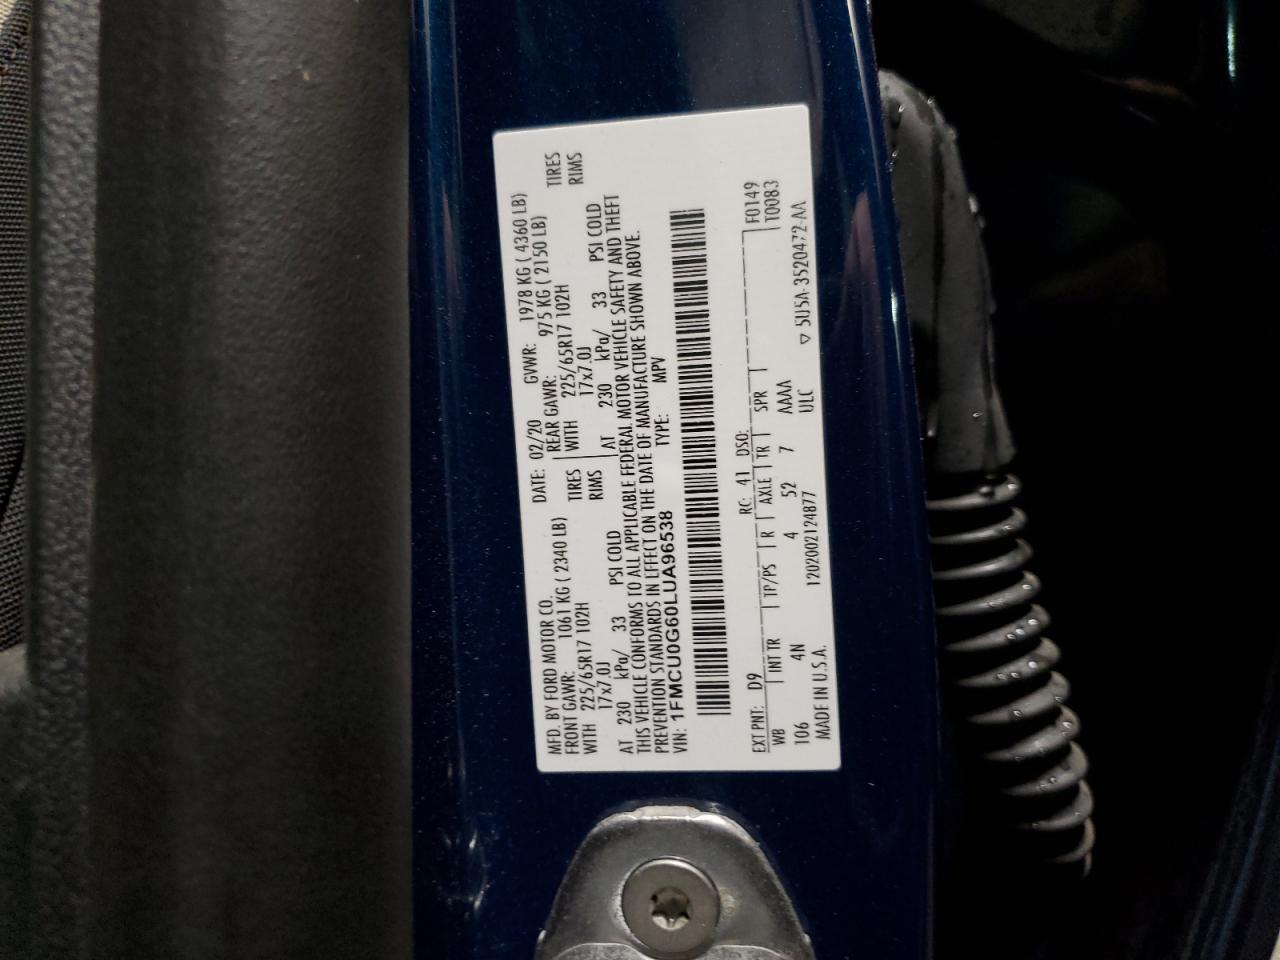 MFD. BY FORD MOTOR CO. DATE: 02/20 GVWR: 1978 KG ( 4360 LB)
FRONT GAWR: 1061 KG ( 2340 LB) REAR GAWR: 975 KG ( 2150 LB)
WITH 225/65R17 102H TIRES WITH 225/65R17 102H TIRES
17x7.0J RIMS 17x7.0J RIMS
AT 230 kPa/ 33 PSI COLD AT 230 kPa/ 33 PSI COLD
THIS VEHICLE CONFORMS TO ALL APPLICABLE FEDERAL MOTOR VEHICLE SAFETY AND THEFT
PREVENTION STANDARDS IN EFFECT ON THE DATE OF MANUFACTURE SHOWN ABOVE.
VIN: 1FMCU0G60LUA96538 TYPE: MPV
EXT PNT: D9 RC: 41 DSO: F0149
WB INT TR TP/PS R AXLE TR SPR T0083
106 4N 4 52 7 AAAA
MADE IN U.S.A. 1202002124877 ULC ▽ 5U5A-3520472-AA